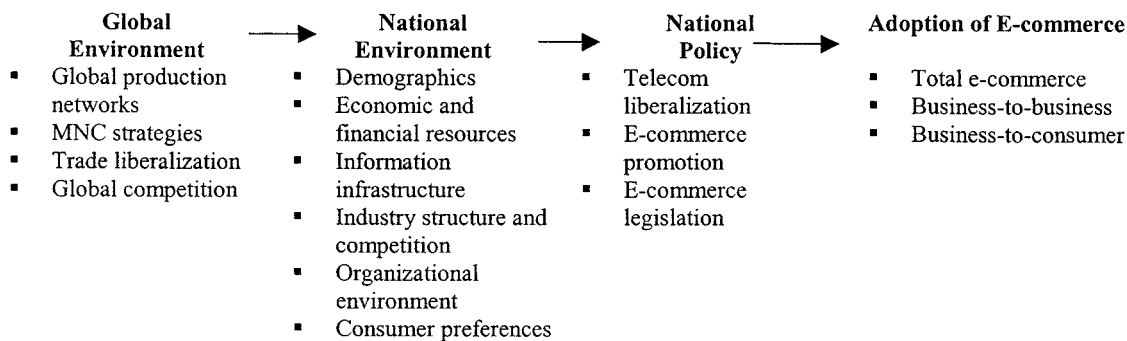 Global
Environment
▪ Global production
networks
▪ MNC strategies
▪ Trade liberalization
▪ Global competition
National
Environment
▪ Demographics
▪ Economic and
financial resources
▪ Information
infrastructure
▪ Industry structure and
competition
▪ Organizational
environment
▪ Consumer preferences
National
Policy
▪ Telecom
liberalization
▪ E-commerce
promotion
▪ E-commerce
legislation
Adoption of E-commerce
▪ Total e-commerce
▪ Business-to-business
▪ Business-to-consumer